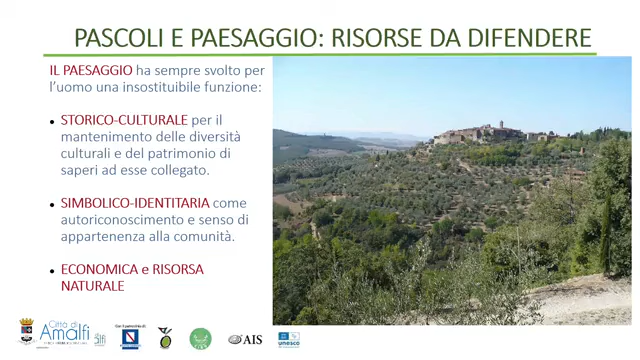 PASCOLI E PAESAGGIO: RISORSE DA DIFENDERE
IL PAESAGGIO ha sempre svolto per
l'uomo una insostituibile funzione:
• STORICO-CULTURALE per il
mantenimento delle diversità
culturali e del patrimonio di
saperi ad esse collegato.
• SIMBOLICO-IDENTITARIA come
autoriconoscimento e senso di
appartenenza alla comunità.
• ECONOMICA e RISORSA
NATURALE
Città di
Amalfi
AIS
unesco